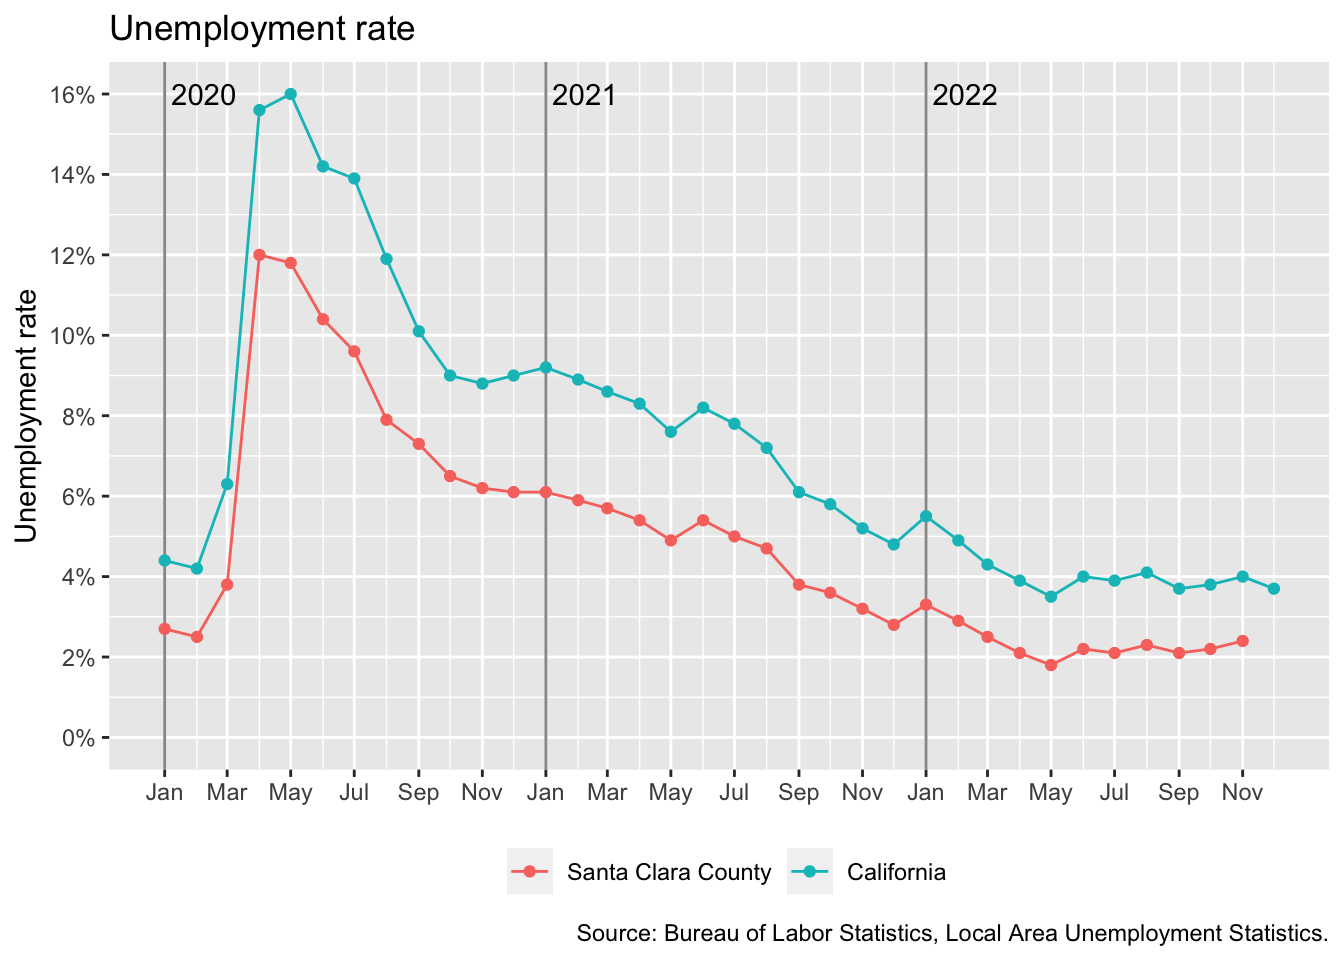 Unemployment rate
2020 2021 2022
16%
14%
12%
10%
8%
6%
4%
2%
0%
Unemployment rate
Jan Mar May Jul Sep Nov Jan Mar May Jul Sep Nov Jan Mar May Jul Sep Nov
Santa Clara County California
Source: Bureau of Labor Statistics, Local Area Unemployment Statistics.